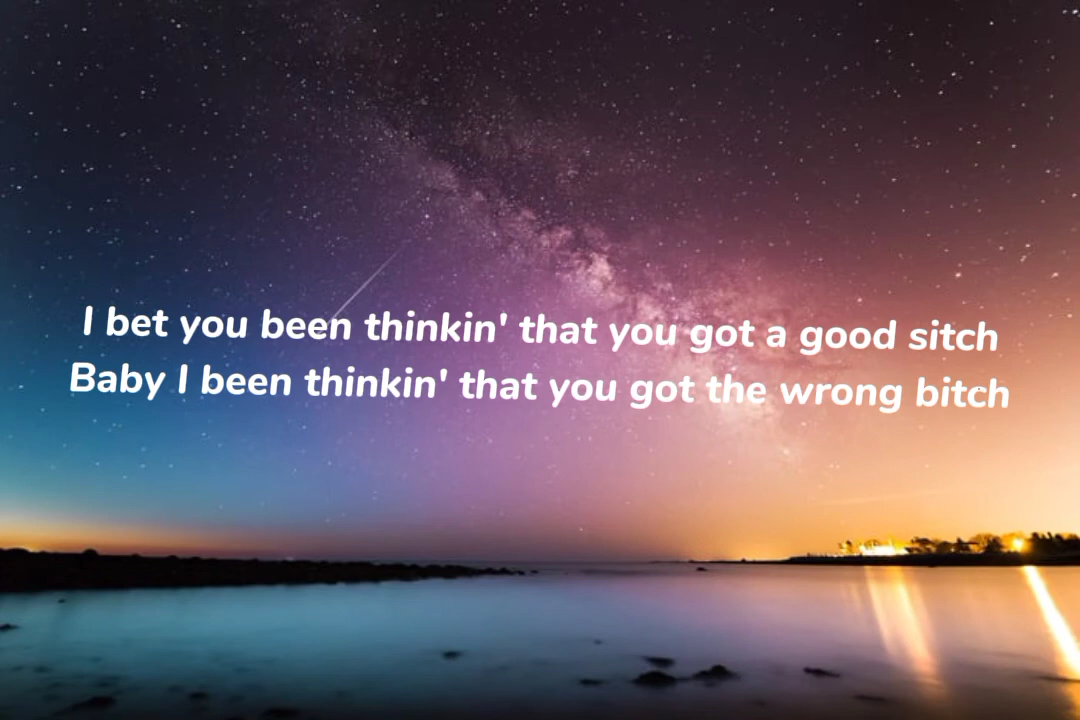 I bet you been thinkin' that you got a good sitch
Baby I been thinkin' that you got the wrong bitch